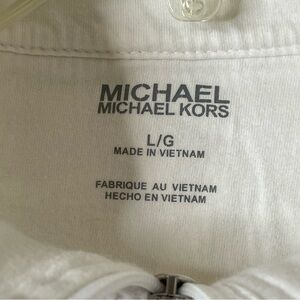 MICHAEL
MICHAEL KORS
L/G
MADE IN VIETNAM
FABRIQUE AU VIETNAM
HECHO EN VIETNAM